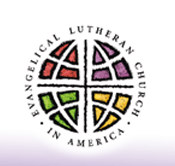 EVANGELICAL LUTHERAN CHURCH
· IN AMERICA ·